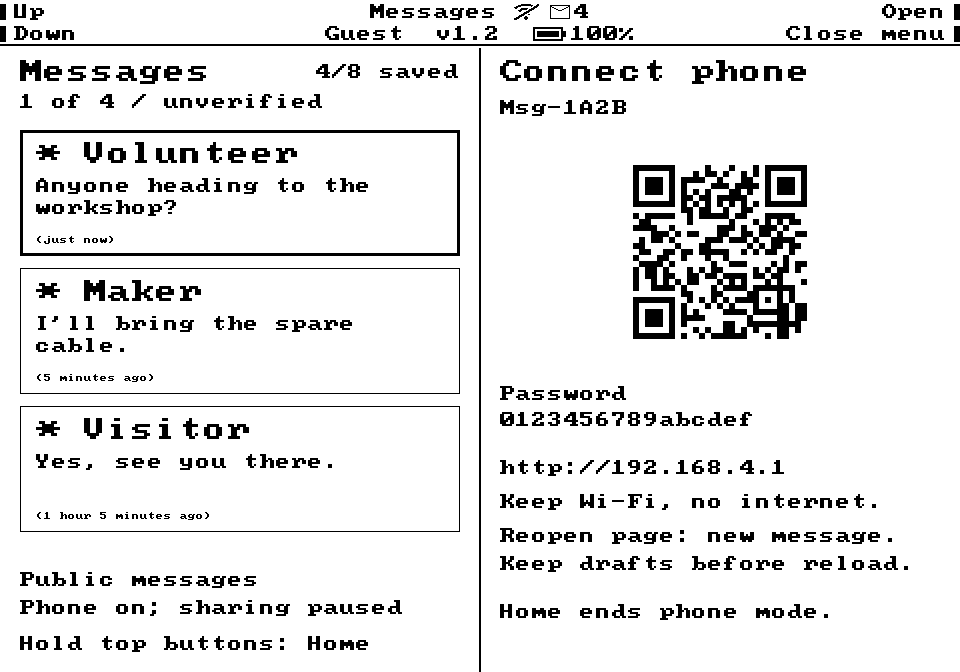 Up
Messages 4
Open
Down
Guest v1.2 100%
Close menu
Messages
4/8 saved
1 of 4 / unverified
* Volunteer
Anyone heading to the
workshop?
(just now)
* Maker
I'll bring the spare
cable.
(5 minutes ago)
* Visitor
Yes, see you there.
(1 hour 5 minutes ago)
Public messages
Phone on; sharing paused
Hold top buttons: Home
Connect phone
Msg-1A2B
Password
0123456789abcdef
http://192.168.4.1
Keep Wi-Fi, no internet.
Reopen page: new message.
Keep drafts before reload.
Home ends phone mode.